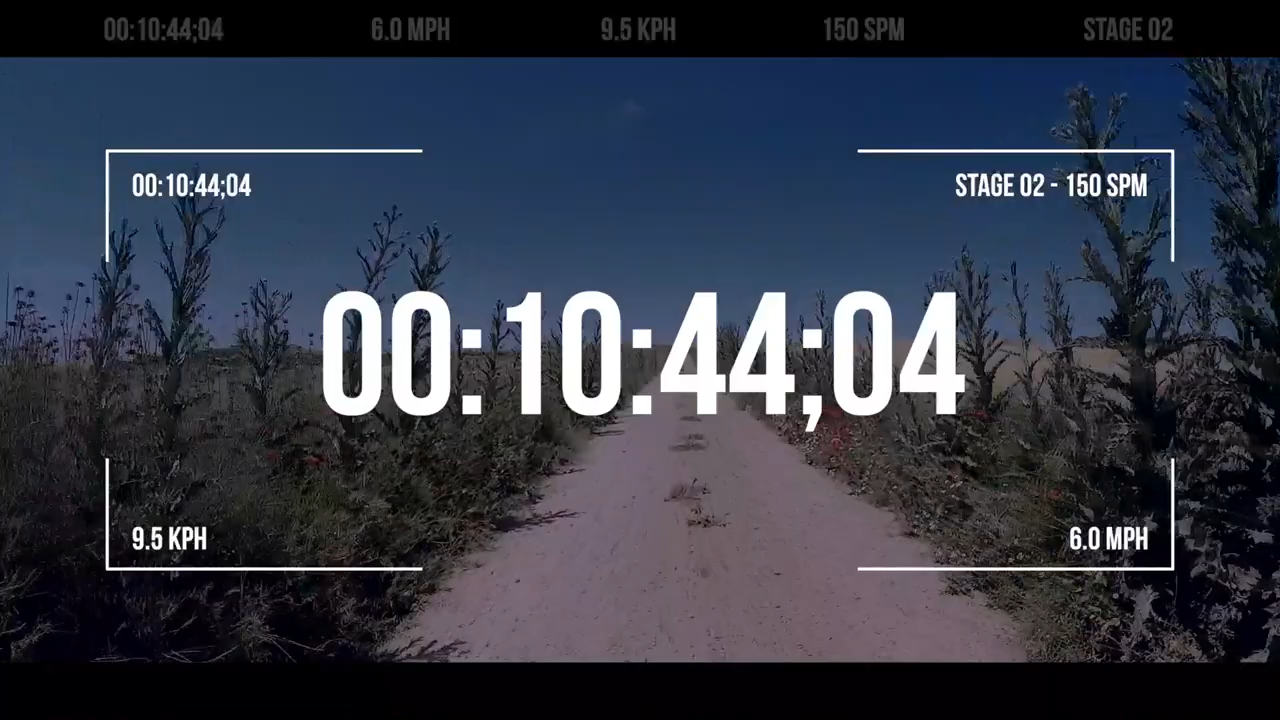 00:10:44;04 6.0 MPH 9.5 KPH 150 SPM STAGE 02
00:10:44;04 STAGE 02 - 150 SPM
00:10:44;04
9.5 KPH 6.0 MPH